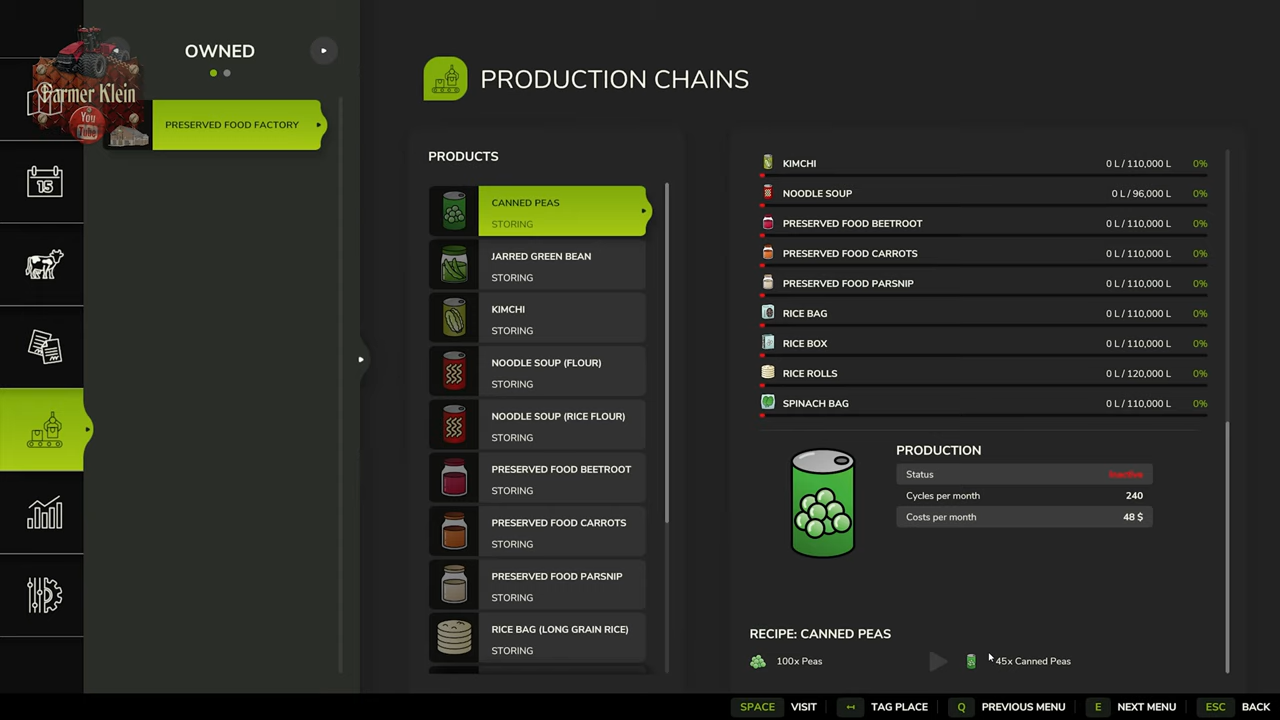 OWNED
15
Farmer Klein
You
Tube
PRESERVED FOOD FACTORY
PRODUCTION CHAINS
PRODUCTS
CANNED PEAS
STORING
JARRED GREEN BEAN
STORING
KIMCHI
STORING
NOODLE SOUP (FLOUR)
STORING
NOODLE SOUP (RICE FLOUR)
STORING
PRESERVED FOOD BEETROOT
STORING
PRESERVED FOOD CARROTS
STORING
PRESERVED FOOD PARSNIP
STORING
RICE BAG (LONG GRAIN RICE)
STORING
KIMCHI 0 L / 110,000 L 0%
NOODLE SOUP 0 L / 96,000 L 0%
PRESERVED FOOD BEETROOT 0 L / 110,000 L 0%
PRESERVED FOOD CARROTS 0 L / 110,000 L 0%
PRESERVED FOOD PARSNIP 0 L / 110,000 L 0%
RICE BAG 0 L / 110,000 L 0%
RICE BOX 0 L / 110,000 L 0%
RICE ROLLS 0 L / 120,000 L 0%
SPINACH BAG 0 L / 110,000 L 0%
PRODUCTION
Status Inactive
Cycles per month 240
Costs per month 48 $
RECIPE: CANNED PEAS
100x Peas 45x Canned Peas
SPACE VISIT TAG PLACE Q PREVIOUS MENU E NEXT MENU ESC BACK